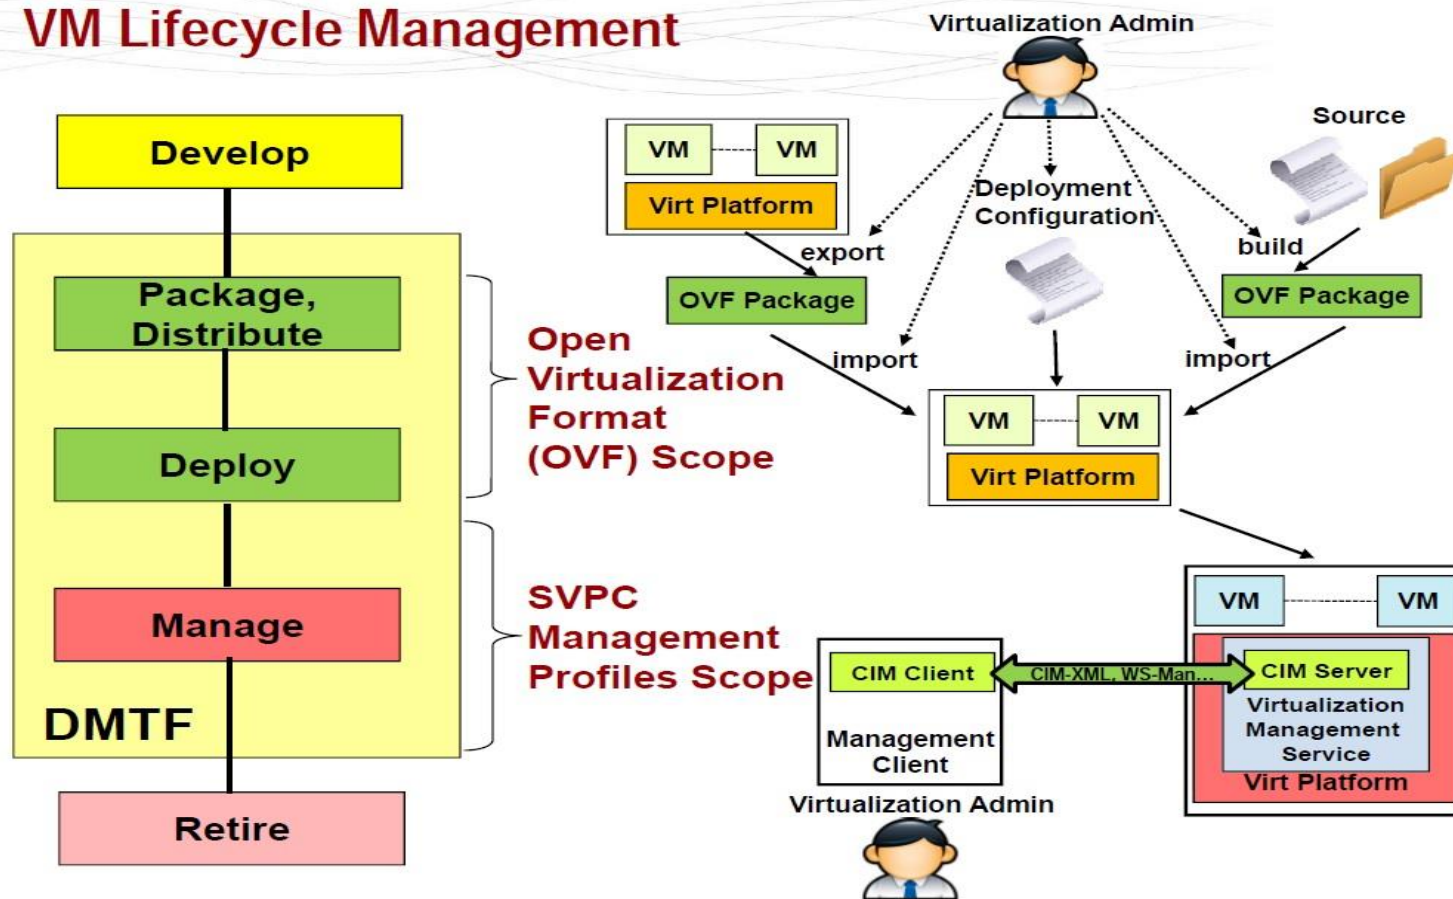 VM Lifecycle Management
Develop
Package,
Distribute
Deploy
Manage
DMTF
Retire
Open
Virtualization
Format
(OVF) Scope
SVPC
Management
Profiles Scope
Virtualization Admin
VM
VM
Virt Platform
Deployment
Configuration
Source
export
build
OVF Package
OVF Package
import
import
VM
VM
Virt Platform
VM
VM
CIM Client
CIM-XML, WS-Man...
CIM Server
Virtualization
Management
Service
Virt Platform
Management
Client
Virtualization Admin